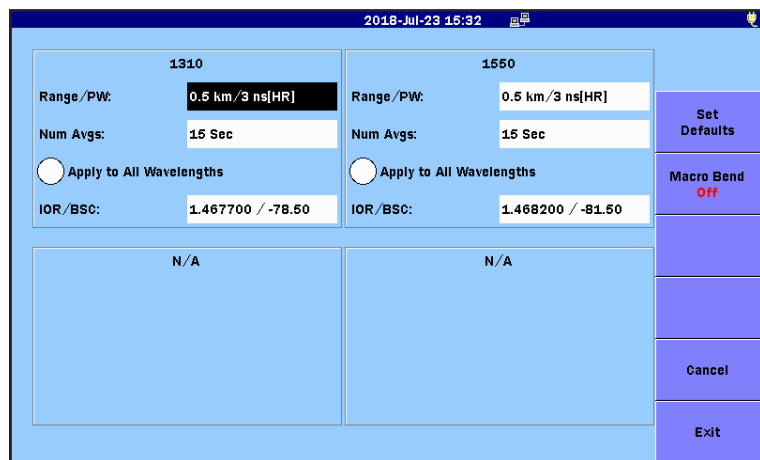 2018-Jul-23 15:32
1310
Range/PW: 0.5 km/3 ns[HR]
Num Avgs: 15 Sec
Apply to All Wavelengths
IOR/BSC: 1.467700 / -78.50
1550
Range/PW: 0.5 km/3 ns[HR]
Num Avgs: 15 Sec
Apply to All Wavelengths
IOR/BSC: 1.468200 / -81.50
N/A
N/A
Set
Defaults
Macro Bend
Off
Cancel
Exit